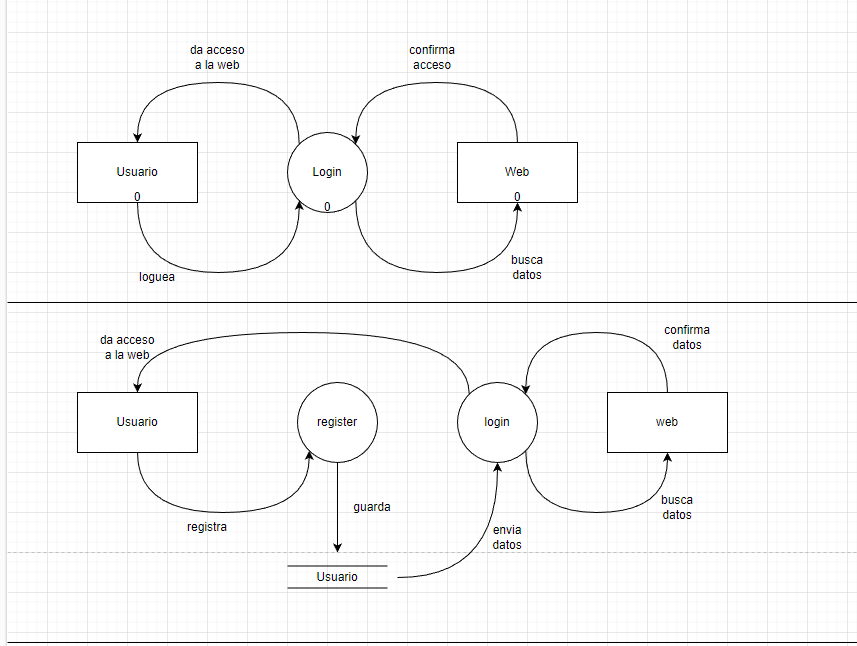 da acceso
a la web
confirma
acceso
Usuario
0
Login
0
Web
0
loguea
busca
datos
da acceso
a la web
confirma
datos
Usuario
register
login
web
registra
guarda
busca
datos
envia
datos
Usuario